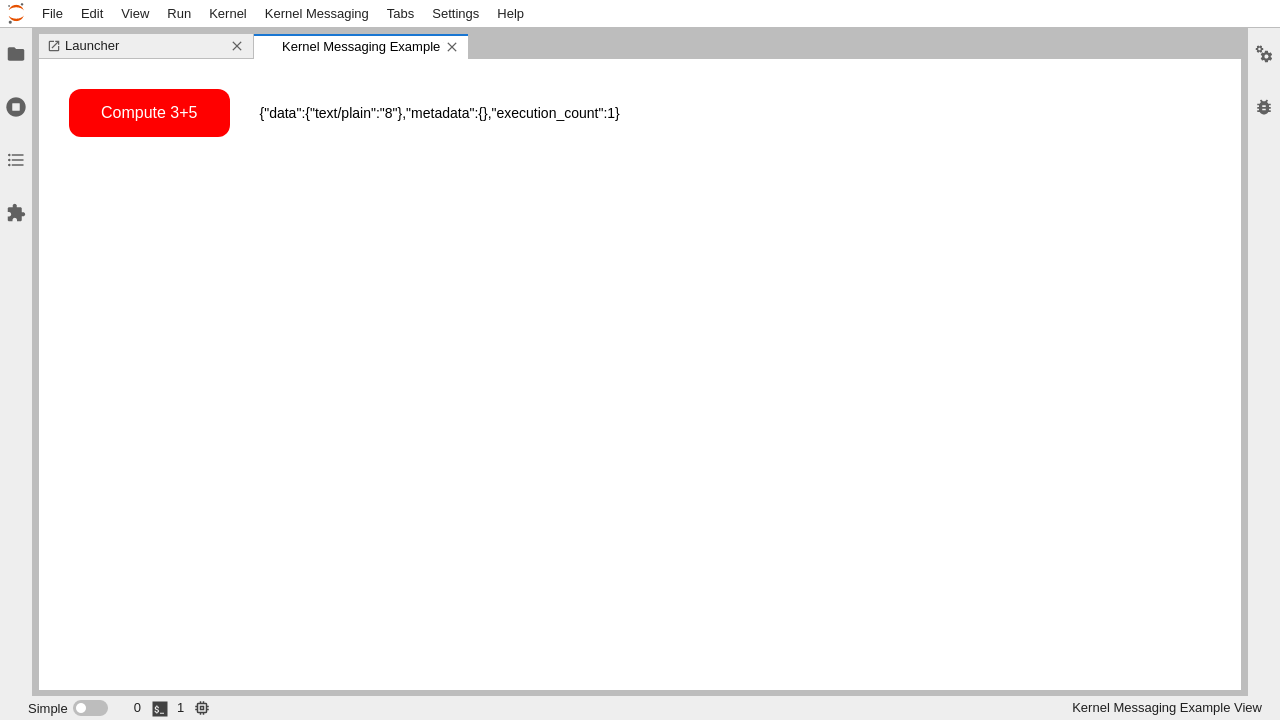 File Edit View Run Kernel Kernel Messaging Tabs Settings Help
Launcher Kernel Messaging Example
Compute 3+5 {"data":{"text/plain":"8"},"metadata":{},"execution_count":1}
Simple 0 $_ 1 Kernel Messaging Example View